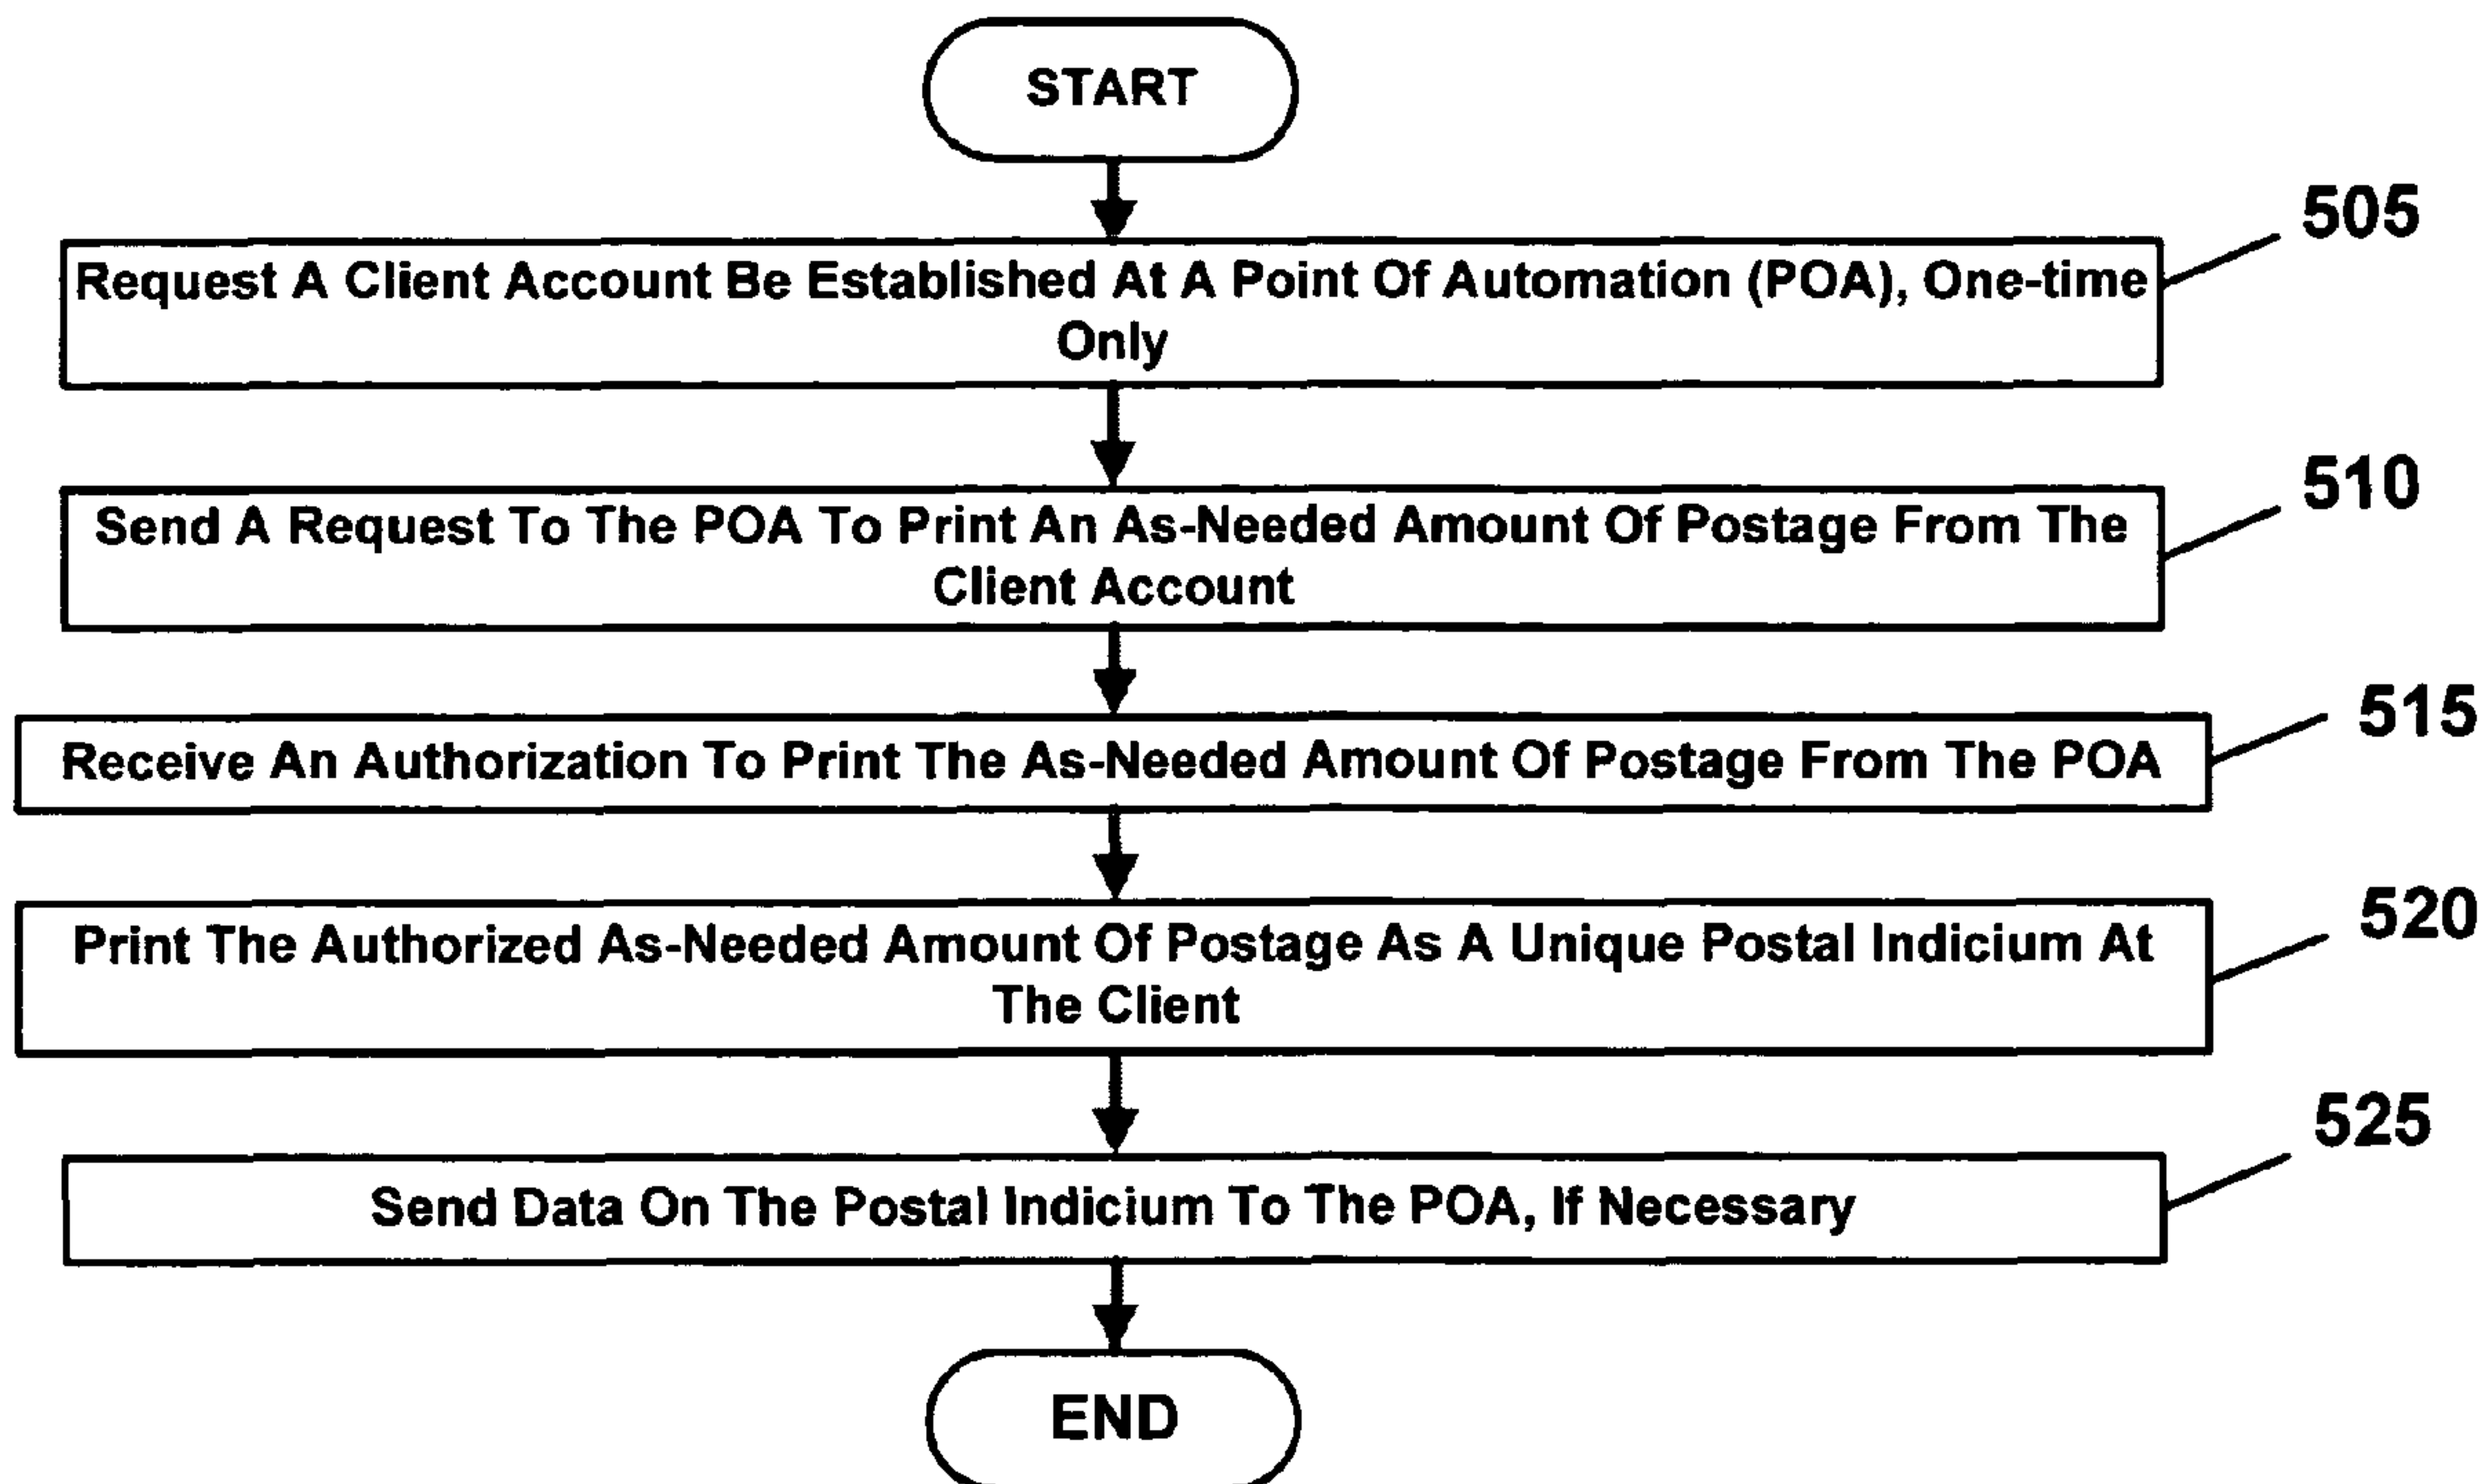 START
505
Request A Client Account Be Established At A Point Of Automation (POA), One-time
Only
510
Send A Request To The POA To Print An As-Needed Amount Of Postage From The
Client Account
515
Receive An Authorization To Print The As-Needed Amount Of Postage From The POA
520
Print The Authorized As-Needed Amount Of Postage As A Unique Postal Indicium At
The Client
525
Send Data On The Postal Indicium To The POA, If Necessary
END